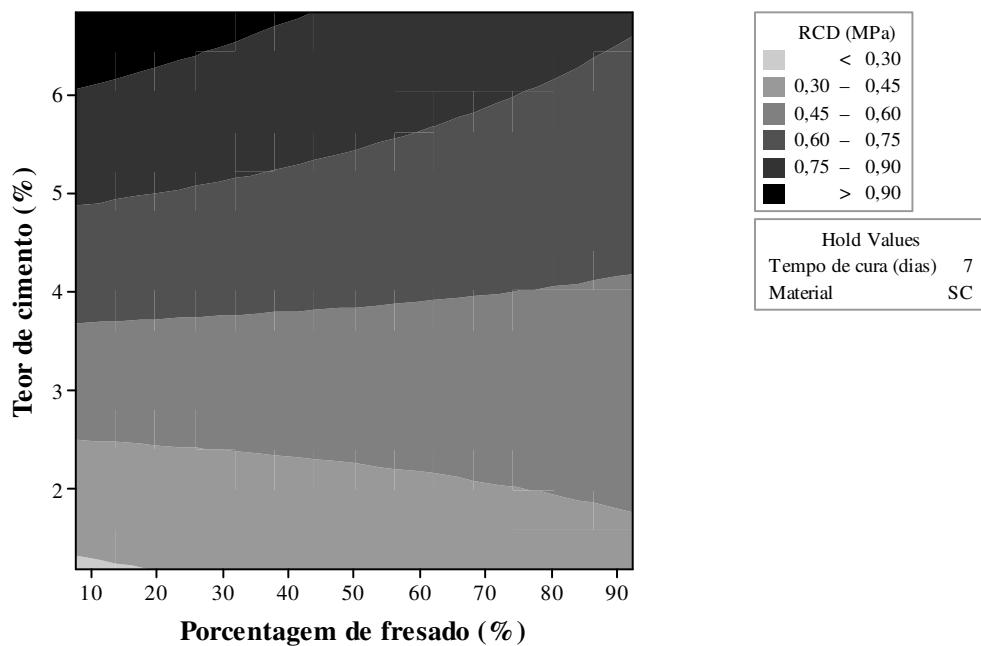 Teor de cimento (%)
6
5
4
3
2
10 20 30 40 50 60 70 80 90
Porcentagem de fresado (%)
RCD (MPa)
< 0,30
0,30 – 0,45
0,45 – 0,60
0,60 – 0,75
0,75 – 0,90
> 0,90
Hold Values
Tempo de cura (dias) 7
Material SC